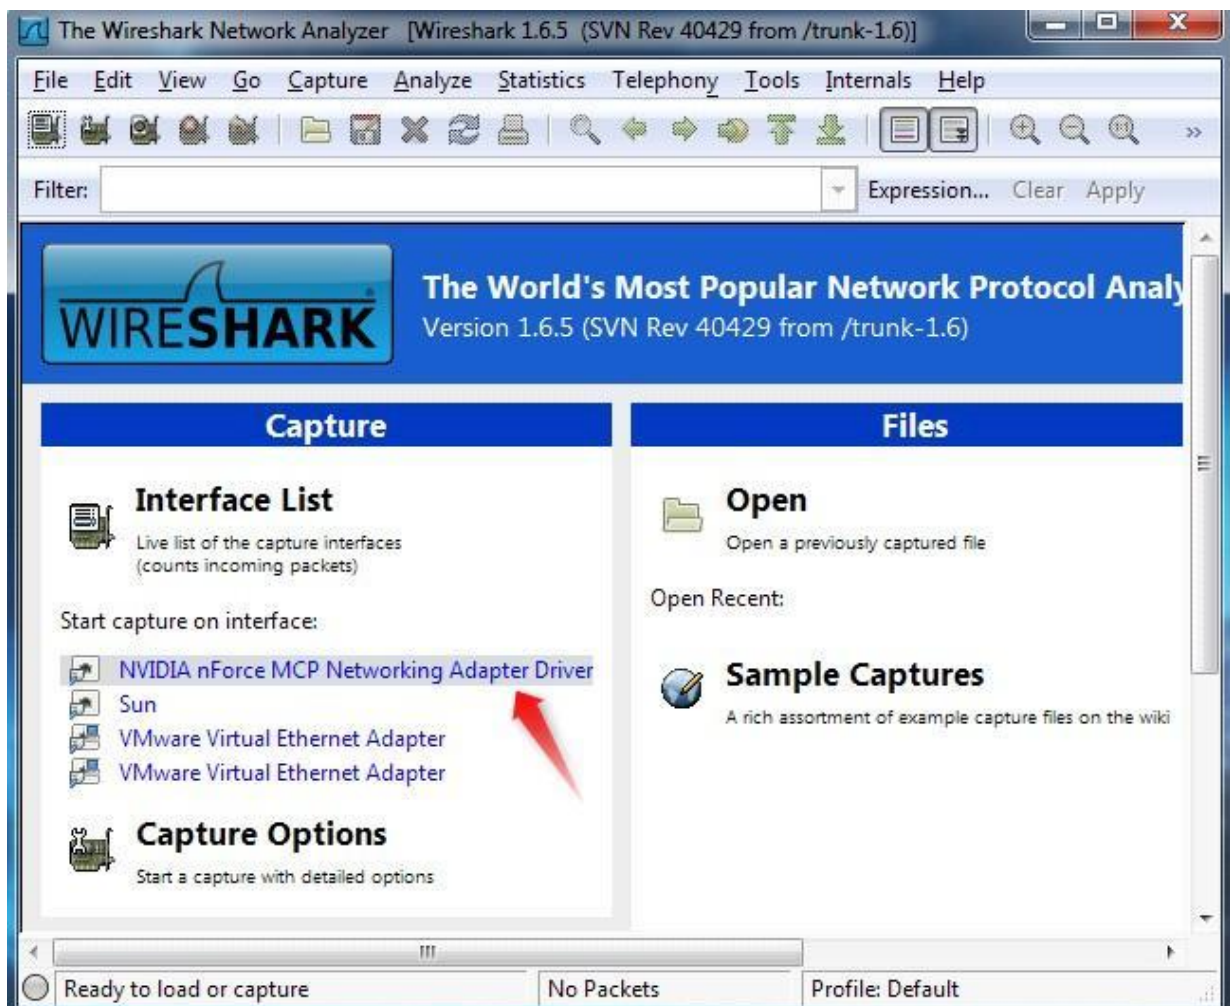 The Wireshark Network Analyzer [Wireshark 1.6.5 (SVN Rev 40429 from /trunk-1.6)]
File Edit View Go Capture Analyze Statistics Telephony Tools Internals Help
Filter: Expression... Clear Apply
WIRESHARK
The World's Most Popular Network Protocol Analy
Version 1.6.5 (SVN Rev 40429 from /trunk-1.6)
Capture
Interface List
Live list of the capture interfaces
(counts incoming packets)
Start capture on interface:
NVIDIA nForce MCP Networking Adapter Driver
Sun
VMware Virtual Ethernet Adapter
VMware Virtual Ethernet Adapter
Capture Options
Start a capture with detailed options
Files
Open
Open a previously captured file
Open Recent:
Sample Captures
A rich assortment of example capture files on the wiki
Ready to load or capture
No Packets
Profile: Default